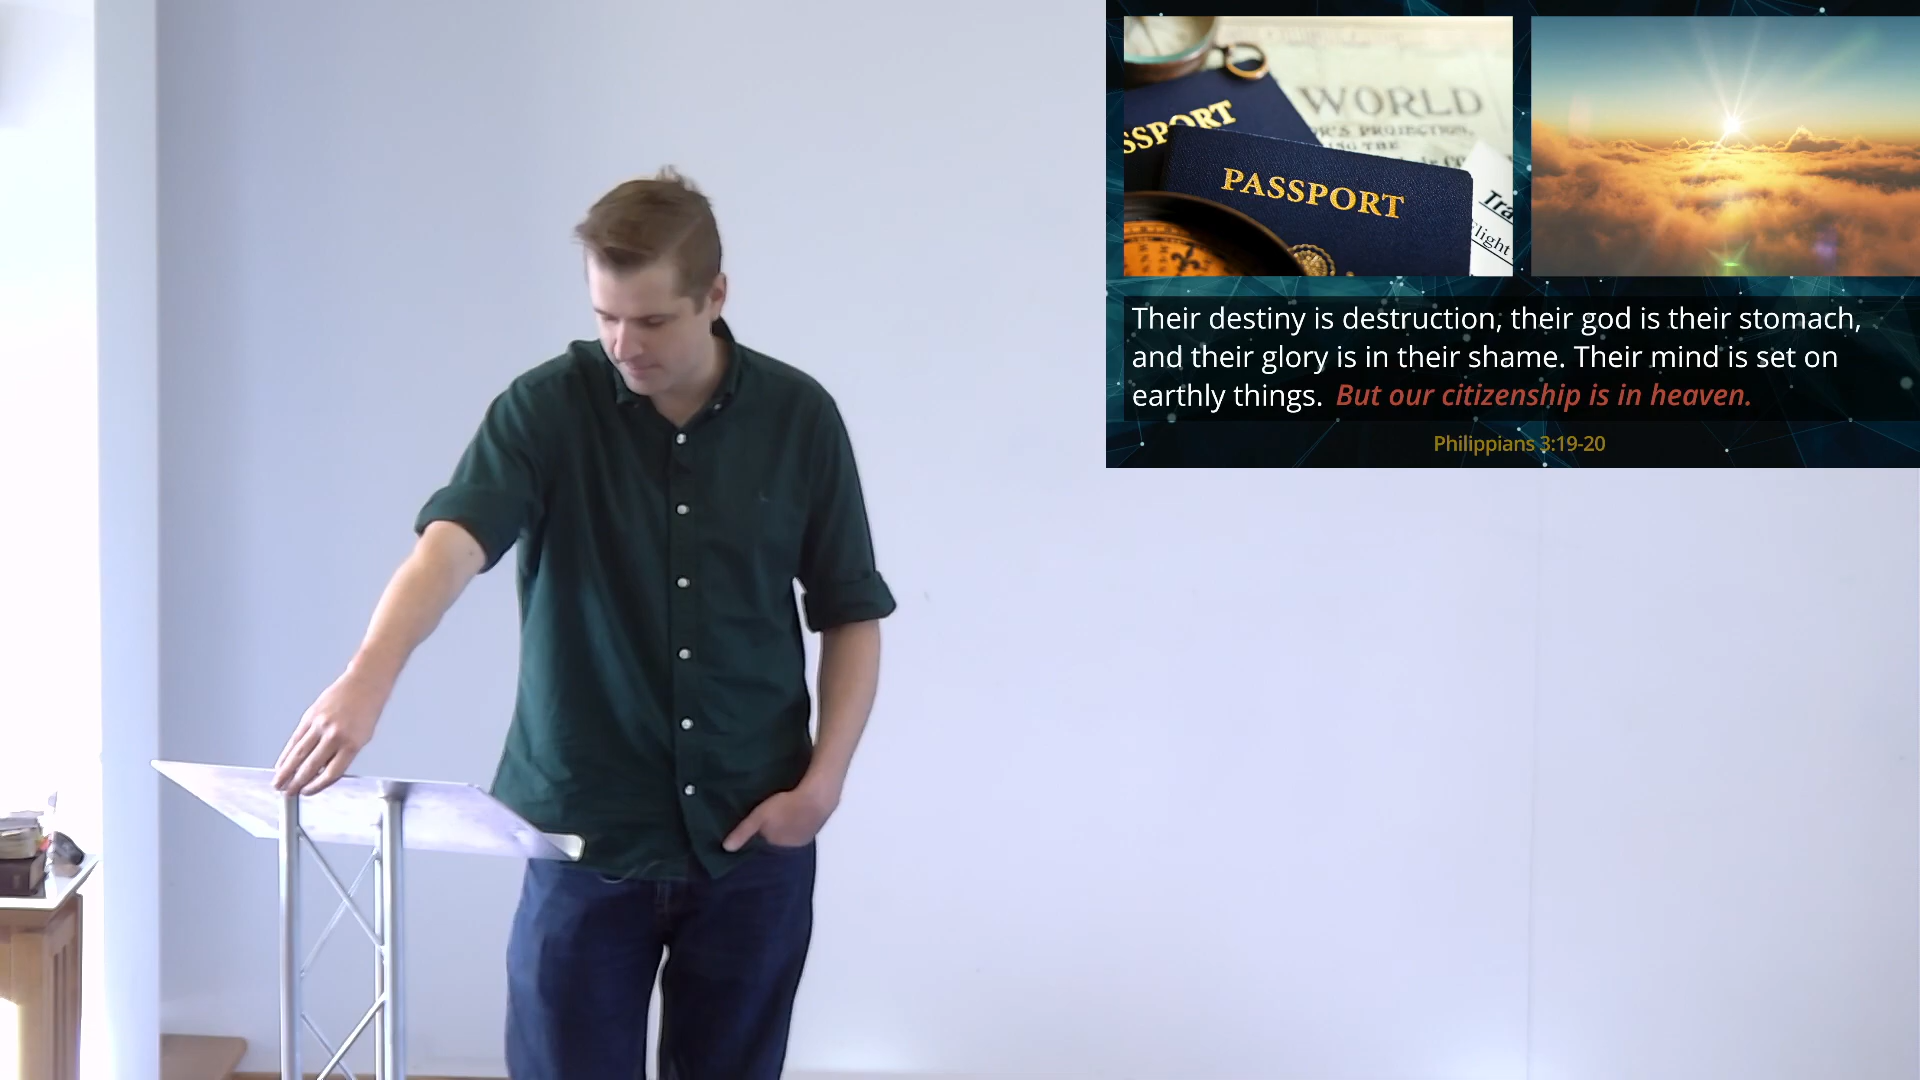 WORLD
SSPORT
PASSPORT
Flight
Their destiny is destruction, their god is their stomach,
and their glory is in their shame. Their mind is set on
earthly things. But our citizenship is in heaven.
Philippians 3:19-20